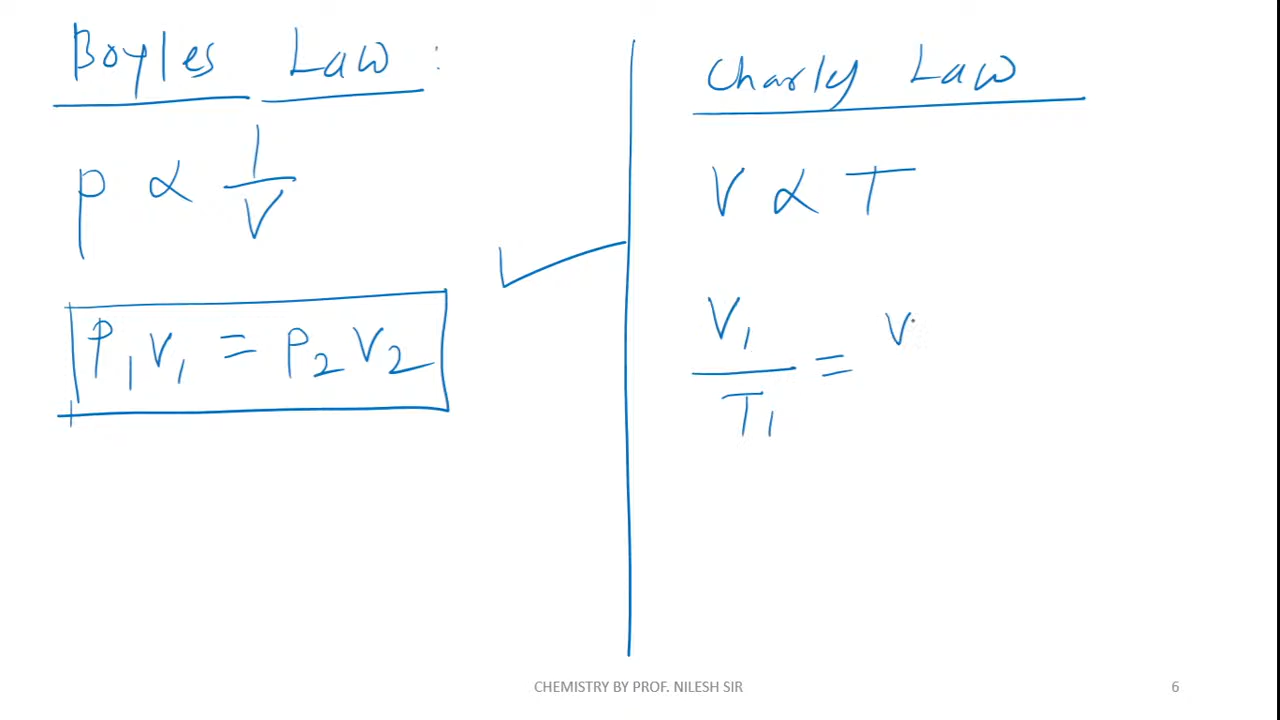 Boyles Law :
p ∝ 1/V
P₁V₁ = P₂V₂
Charly Law
V ∝ T
V₁/T₁ = V
CHEMISTRY BY PROF. NILESH SIR
6